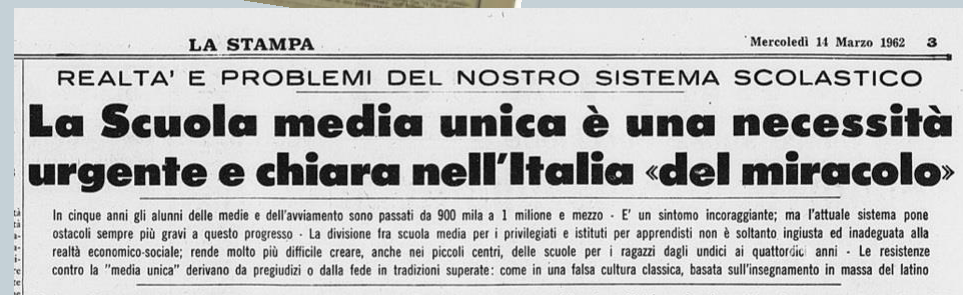 LA STAMPA Mercoledì 14 Marzo 1962 3
REALTA' E PROBLEMI DEL NOSTRO SISTEMA SCOLASTICO
La Scuola media unica è una necessità
urgente e chiara nell'Italia «del miracolo»
In cinque anni gli alunni delle medie e dell'avviamento sono passati da 900 mila a 1 milione e mezzo - E' un sintomo incoraggiante; ma l'attuale sistema pone
ostacoli sempre più gravi a questo progresso - La divisione fra scuola media per i privilegiati e istituti per apprendisti non è soltanto ingiusta ed inadeguata alla
realtà economico-sociale; rende molto più difficile creare, anche nei piccoli centri, delle scuole per i ragazzi dagli undici ai quattordici anni - Le resistenze
contro la "media unica" derivano da pregiudizi o dalla fede in tradizioni superate: come in una falsa cultura classica, basata sull'insegnamento in massa del latino